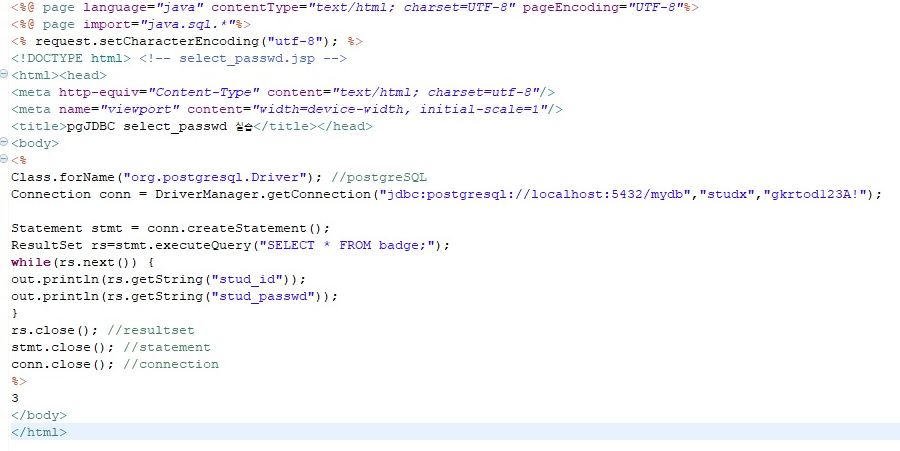 <%@ page language="java" contentType="text/html; charset=UTF-8" pageEncoding="UTF-8"%>
<%@ page import="java.sql.*"%>
<% request.setCharacterEncoding("utf-8"); %>
<!DOCTYPE html> <!-- select_passwd.jsp -->
<html><head>
<meta http-equiv="Content-Type" content="text/html; charset=utf-8"/>
<meta name="viewport" content="width=device-width, initial-scale=1"/>
<title>pgJDBC select_passwd 실습</title></head>
<body>
<%
Class.forName("org.postgresql.Driver"); //postgreSQL
Connection conn = DriverManager.getConnection("jdbc:postgresql://localhost:5432/mydb","studx","gkrtod123A!");
Statement stmt = conn.createStatement();
ResultSet rs=stmt.executeQuery("SELECT * FROM badge;");
while(rs.next()) {
out.println(rs.getString("stud_id"));
out.println(rs.getString("stud_passwd"));
}
rs.close(); //resultset
stmt.close(); //statement
conn.close(); //connection
%>
3
</body>
</html>